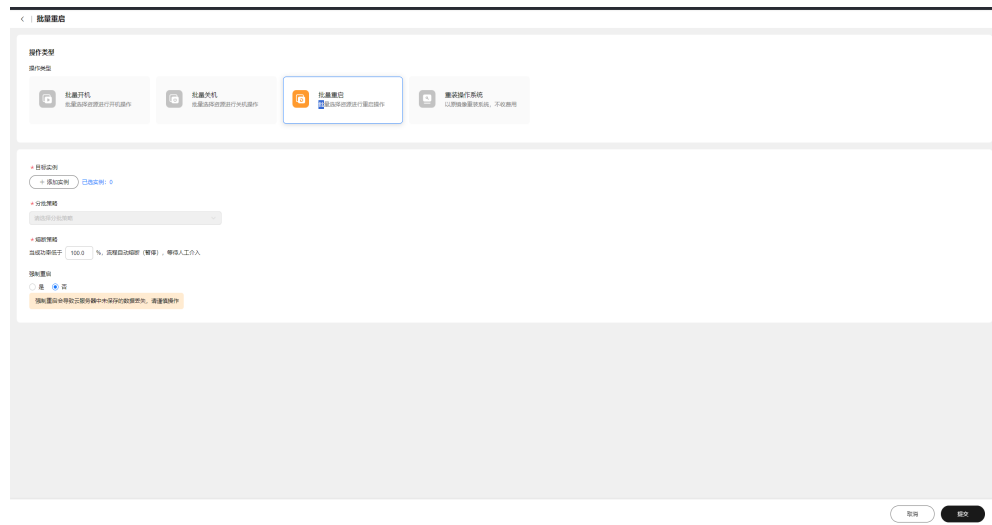 批量重启
操作类型
操作类型
批量开机
批量选择资源进行开机操作
批量关机
批量选择资源进行关机操作
批量重启
批量选择资源进行重启操作
重装操作系统
以原镜像重装系统，不收费用
* 目标实例
+ 添加实例 已选实例：0
* 分批策略
请选择分批策略
* 熔断策略
当成功率低于 100.0 %，流程自动熔断（暂停），等待人工介入
强制重启
是 否
强制重启会导致云服务器中未保存的数据丢失，请谨慎操作
取消 提交